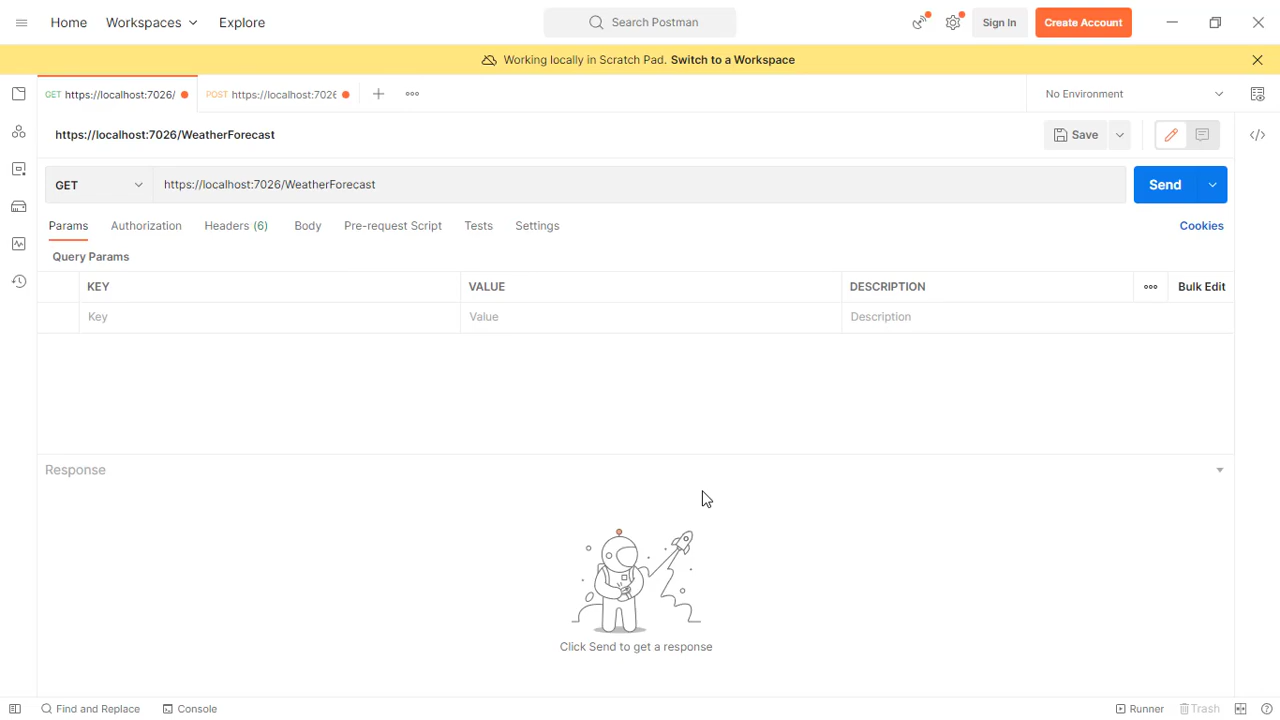 Home Workspaces Explore Search Postman Sign In Create Account
Working locally in Scratch Pad. Switch to a Workspace
GET https://localhost:7026/ POST https://localhost:7026 No Environment
https://localhost:7026/WeatherForecast Save
GET https://localhost:7026/WeatherForecast Send
Params Authorization Headers (6) Body Pre-request Script Tests Settings Cookies
Query Params
KEY VALUE DESCRIPTION Bulk Edit
Key Value Description
Response
Click Send to get a response
Find and Replace Console Runner Trash